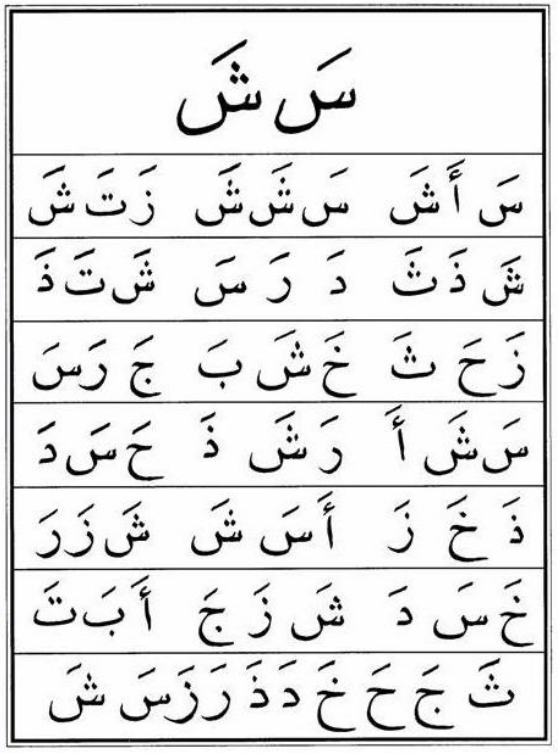 سَ شَ
سَ أَ شَ سَ شَ شَ زَ تَ شَ
شَ ذَ ثَ دَ رَ سَ شَ تَ ذَ
زَ حَ ثَ خَ شَ بَ جَ رَ سَ
سَ شَ أَ رَ شَ ذَ حَ سَ دَ
ذَ خَ زَ أَ سَ شَ شَ زَ رَ
خَ سَ دَ شَ زَ جَ أَ بَ تَ
ثَ جَ حَ خَ دَ ذَ رَ زَ سَ شَ